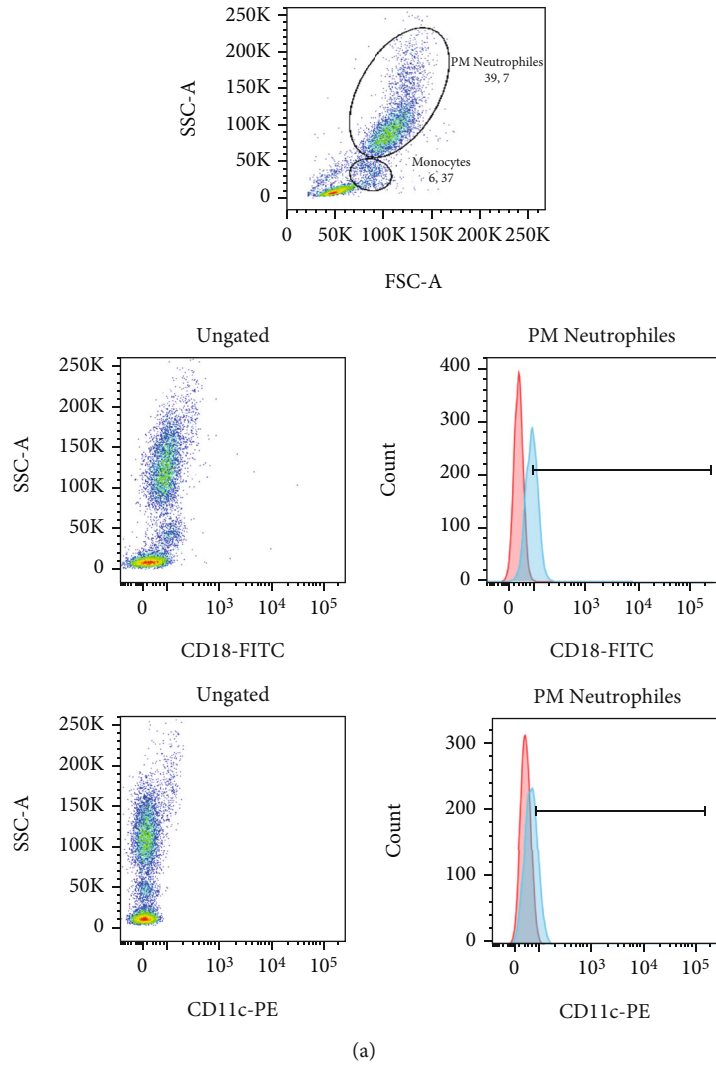 250K
200K
150K
100K
50K
0
SSC-A
PM Neutrophiles
39, 7
Monocytes
6, 37
0 50K 100K 150K 200K 250K
FSC-A
Ungated
250K
200K
150K
100K
50K
0
SSC-A
0 10³ 10⁴ 10⁵
CD18-FITC
PM Neutrophiles
400
300
200
100
0
Count
0 10³ 10⁴ 10⁵
CD18-FITC
Ungated
250K
200K
150K
100K
50K
0
SSC-A
0 10³ 10⁴ 10⁵
CD11c-PE
PM Neutrophiles
300
200
100
0
Count
0 10³ 10⁴ 10⁵
CD11c-PE
(a)